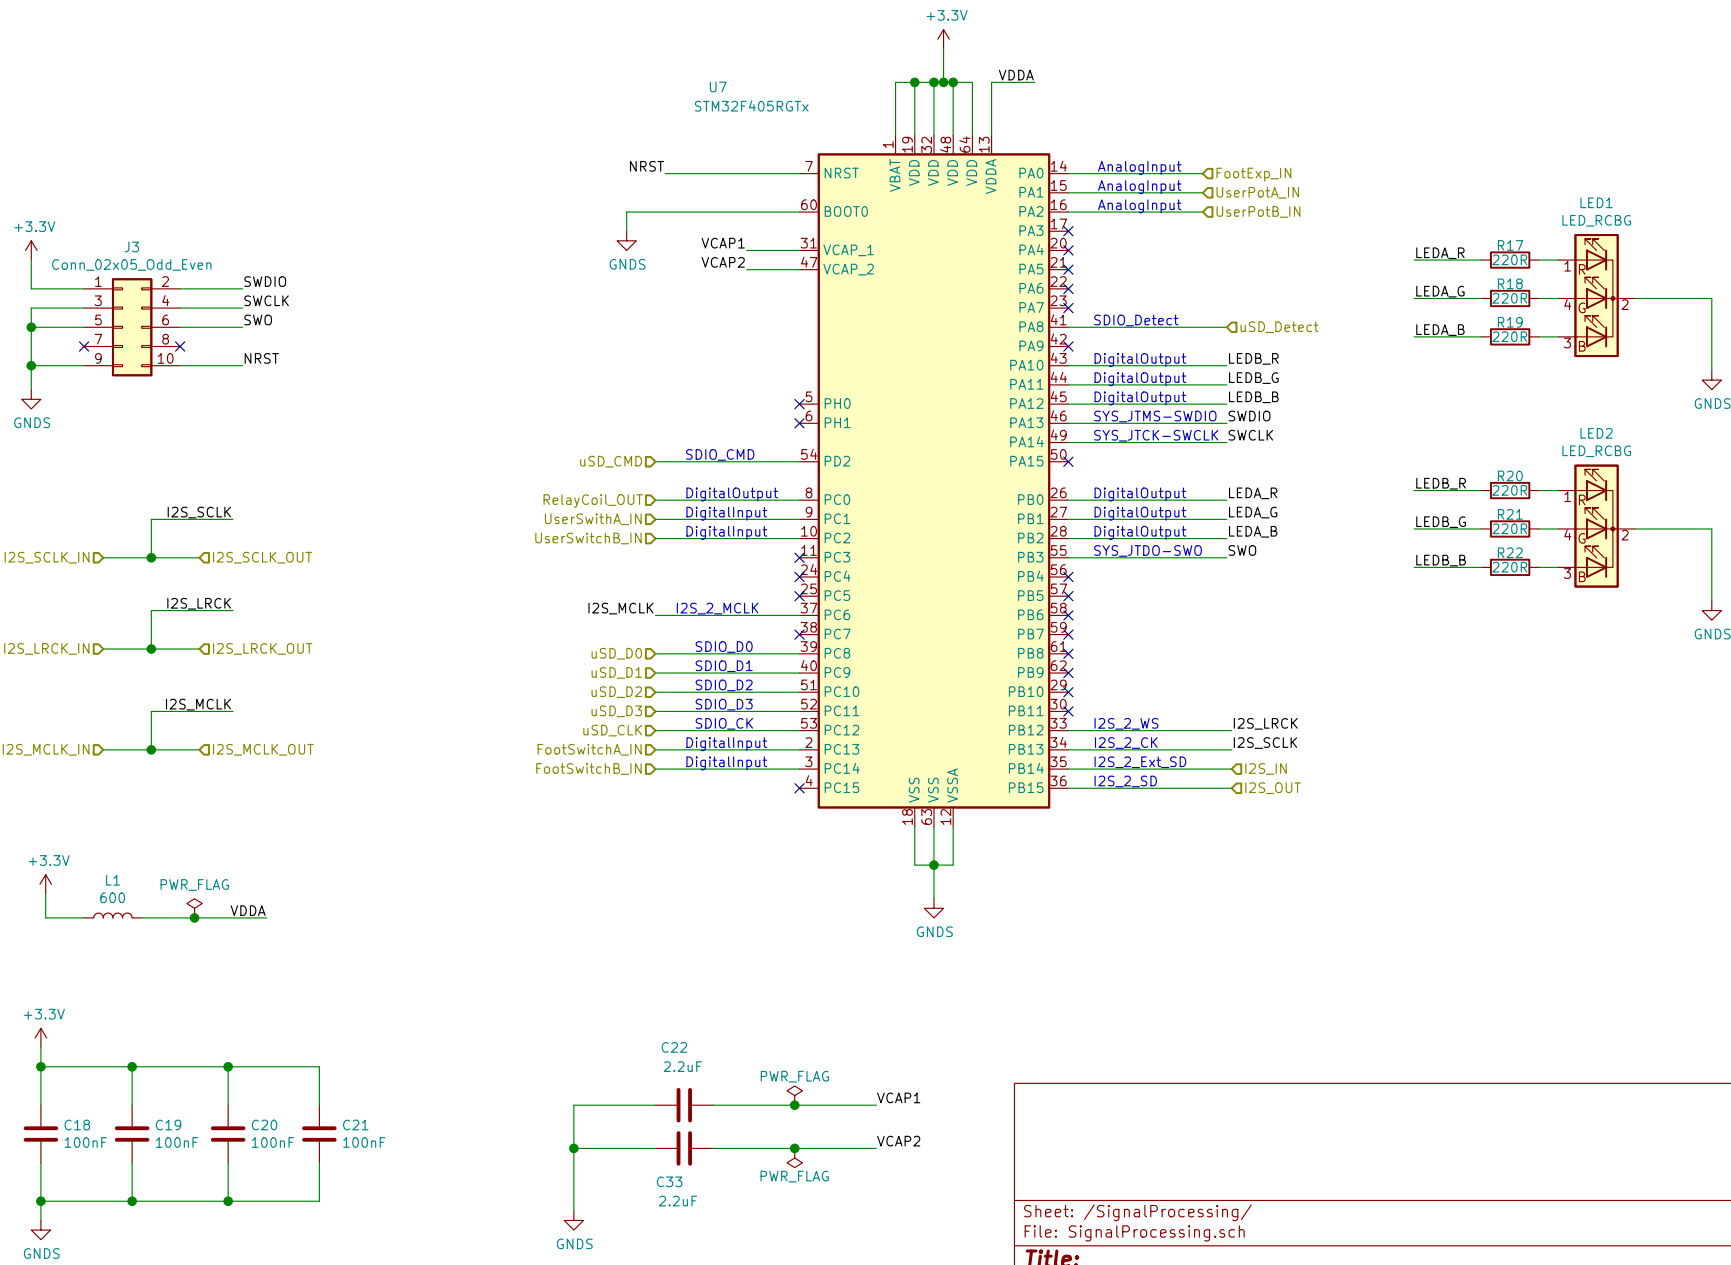 +3.3V
U7
STM32F405RGTx
VDDA
1
19
32
48
64
13
VBAT
VDD
VDD
VDD
VDD
VDDA
NRST 7 NRST
60 BOOT0
GNDS
VCAP1 31 VCAP_1
VCAP2 47 VCAP_2
5 PH0
6 PH1
uSD_CMD SDIO_CMD 54 PD2
RelayCoil_OUT DigitalOutput 8 PC0
UserSwithA_IN DigitalInput 9 PC1
UserSwitchB_IN DigitalInput 10 PC2
11 PC3
24 PC4
25 PC5
I2S_MCLK I2S_2_MCLK 37 PC6
38 PC7
uSD_D0 SDIO_D0 39 PC8
uSD_D1 SDIO_D1 40 PC9
uSD_D2 SDIO_D2 51 PC10
uSD_D3 SDIO_D3 52 PC11
uSD_CLK SDIO_CK 53 PC12
FootSwitchA_IN DigitalInput 2 PC13
FootSwitchB_IN DigitalInput 3 PC14
4 PC15
PA0 14 AnalogInput FootExp_IN
PA1 15 AnalogInput UserPotA_IN
PA2 16 AnalogInput UserPotB_IN
PA3 17
PA4 20
PA5 21
PA6 22
PA7 23
PA8 41 SDIO_Detect uSD_Detect
PA9 42
PA10 43 DigitalOutput LEDB_R
PA11 44 DigitalOutput LEDB_G
PA12 45 DigitalOutput LEDB_B
PA13 46 SYS_JTMS-SWDIO SWDIO
PA14 49 SYS_JTCK-SWCLK SWCLK
PA15 50
PB0 26 DigitalOutput LEDA_R
PB1 27 DigitalOutput LEDA_G
PB2 28 DigitalOutput LEDA_B
PB3 55 SYS_JTDO-SWO SWO
PB4 56
PB5 57
PB6 58
PB7 59
PB8 61
PB9 62
PB10 29
PB11 30
PB12 33 I2S_2_WS I2S_LRCK
PB13 34 I2S_2_CK I2S_SCLK
PB14 35 I2S_2_Ext_SD I2S_IN
PB15 36 I2S_2_SD I2S_OUT
VSS
VSS
VSSA
18
63
12
GNDS
+3.3V
J3
Conn_02x05_Odd_Even
1 2 SWDIO
3 4 SWCLK
5 6 SWO
7 8
9 10 NRST
GNDS
I2S_SCLK
I2S_SCLK_IN I2S_SCLK_OUT
I2S_LRCK
I2S_LRCK_IN I2S_LRCK_OUT
I2S_MCLK
I2S_MCLK_IN I2S_MCLK_OUT
+3.3V
L1
600
PWR_FLAG
VDDA
+3.3V
C18
100nF
C19
100nF
C20
100nF
C21
100nF
GNDS
C22
2.2uF
PWR_FLAG
VCAP1
VCAP2
PWR_FLAG
C33
2.2uF
GNDS
LED1
LED_RCBG
LEDA_R R17 220R 1 R
LEDA_G R18 220R 4 G 2
LEDA_B R19 220R 3 B
GNDS
LED2
LED_RCBG
LEDB_R R20 220R 1 R
LEDB_G R21 220R 4 G 2
LEDB_B R22 220R 3 B
GNDS
Sheet: /SignalProcessing/
File: SignalProcessing.sch
Title: